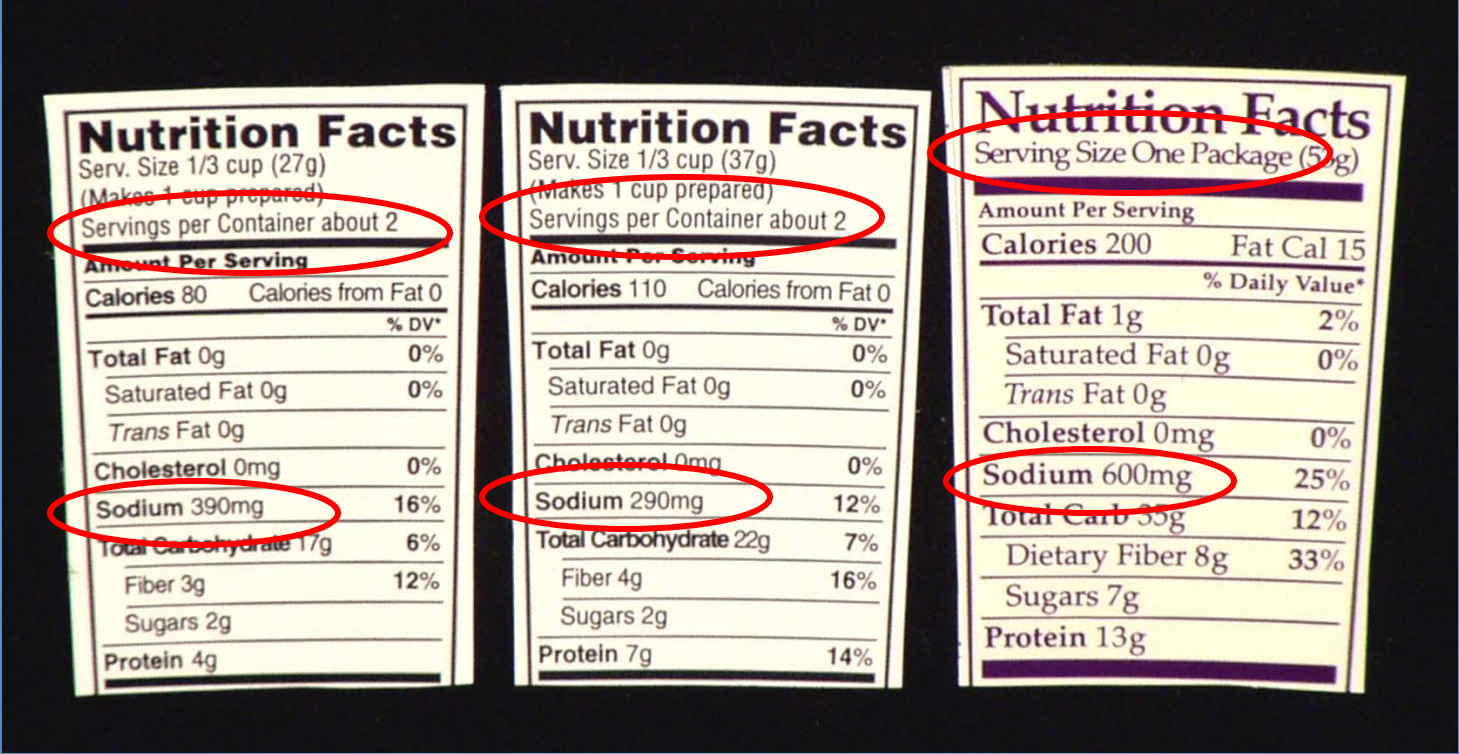 Nutrition Facts
Serv. Size 1/3 cup (27g)
(Makes 1 cup prepared)
Servings per Container about 2
Amount Per Serving
Calories 80 Calories from Fat 0
% DV*
Total Fat 0g 0%
Saturated Fat 0g 0%
Trans Fat 0g
Cholesterol 0mg 0%
Sodium 390mg 16%
Total Carbohydrate 17g 6%
Fiber 3g 12%
Sugars 2g
Protein 4g
Nutrition Facts
Serv. Size 1/3 cup (37g)
(Makes 1 cup prepared)
Servings per Container about 2
Amount Per Serving
Calories 110 Calories from Fat 0
% DV*
Total Fat 0g 0%
Saturated Fat 0g 0%
Trans Fat 0g
Cholesterol 0mg 0%
Sodium 290mg 12%
Total Carbohydrate 22g 7%
Fiber 4g 16%
Sugars 2g
Protein 7g 14%
Nutrition Facts
Serving Size One Package
Amount Per Serving
Calories 200 Fat Cal 15
% Daily Value*
Total Fat 1g 2%
Saturated Fat 0g 0%
Trans Fat 0g
Cholesterol 0mg 0%
Sodium 600mg 25%
Total Carb 35g 12%
Dietary Fiber 8g 33%
Sugars 7g
Protein 13g